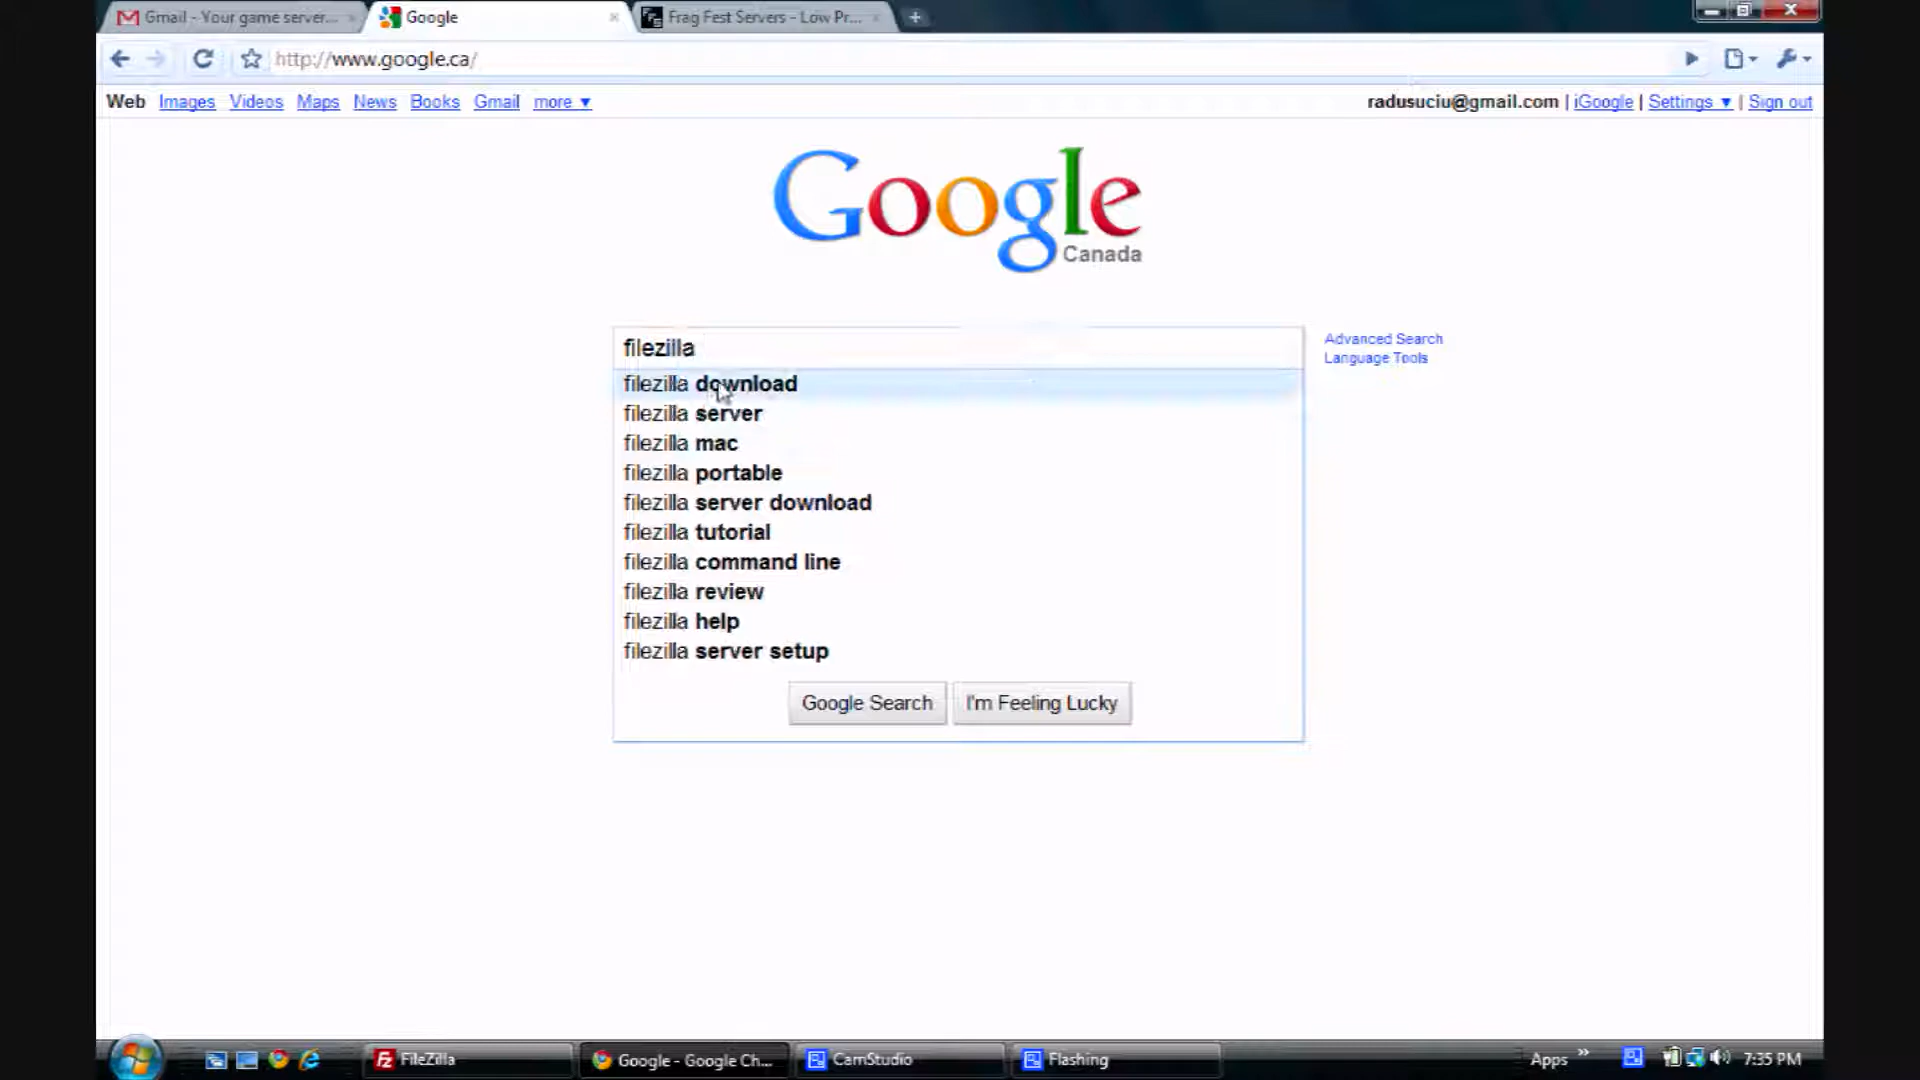 Gmail - Your game server...
Google
Frag Fest Servers - Low Pr...
http://www.google.ca/
Web Images Videos Maps News Books Gmail more ▼
radusuciu@gmail.com | iGoogle | Settings ▼ | Sign out
Google
Canada
filezilla
Advanced Search
Language Tools
filezilla download
filezilla server
filezilla mac
filezilla portable
filezilla server download
filezilla tutorial
filezilla command line
filezilla review
filezilla help
filezilla server setup
Google Search
I'm Feeling Lucky
FileZilla
Google - Google Ch...
CamStudio
Flashing
Apps »
7:35 PM